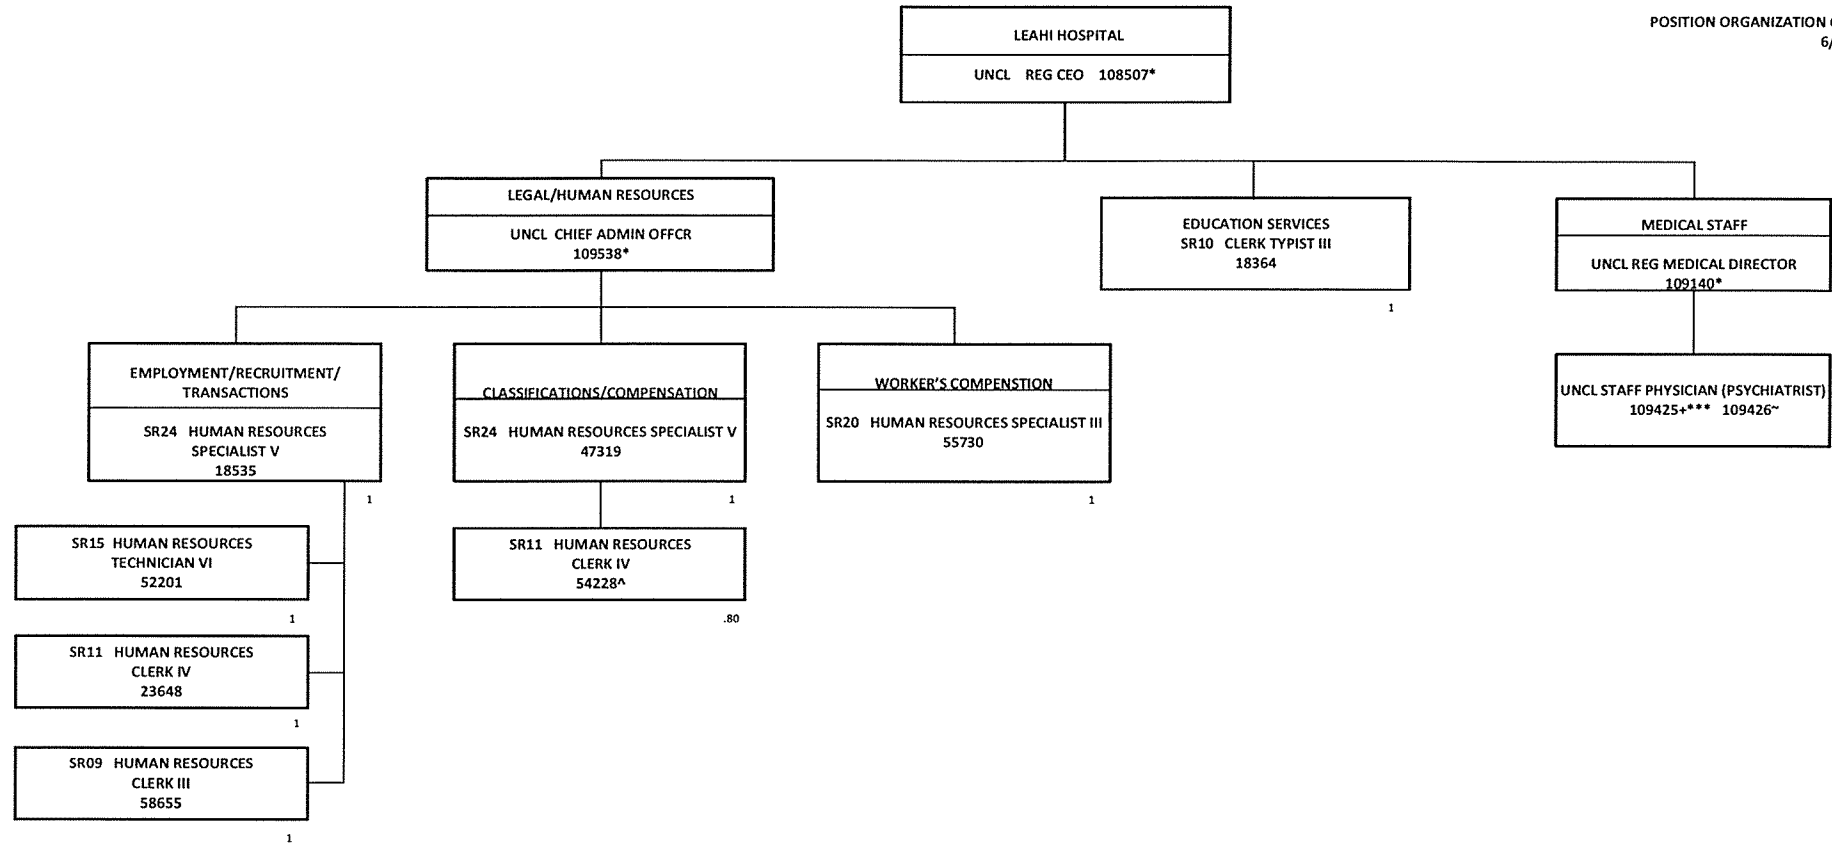 POSITION ORGANIZATION
6/
LEAHI HOSPITAL
UNCL REG CEO 108507*
LEGAL/HUMAN RESOURCES
UNCL CHIEF ADMIN OFFCR
109538*
EDUCATION SERVICES
SR10 CLERK TYPIST III
18364
1
MEDICAL STAFF
UNCL REG MEDICAL DIRECTOR
109140*
EMPLOYMENT/RECRUITMENT/
TRANSACTIONS
SR24 HUMAN RESOURCES
SPECIALIST V
18535
1
CLASSIFICATIONS/COMPENSATION
SR24 HUMAN RESOURCES SPECIALIST V
47319
1
WORKER'S COMPENSTION
SR20 HUMAN RESOURCES SPECIALIST III
55730
1
UNCL STAFF PHYSICIAN (PSYCHIATRIST)
109425+*** 109426~
SR15 HUMAN RESOURCES
TECHNICIAN VI
52201
1
SR11 HUMAN RESOURCES
CLERK IV
54228^
.80
SR11 HUMAN RESOURCES
CLERK IV
23648
1
SR09 HUMAN RESOURCES
CLERK III
58655
1